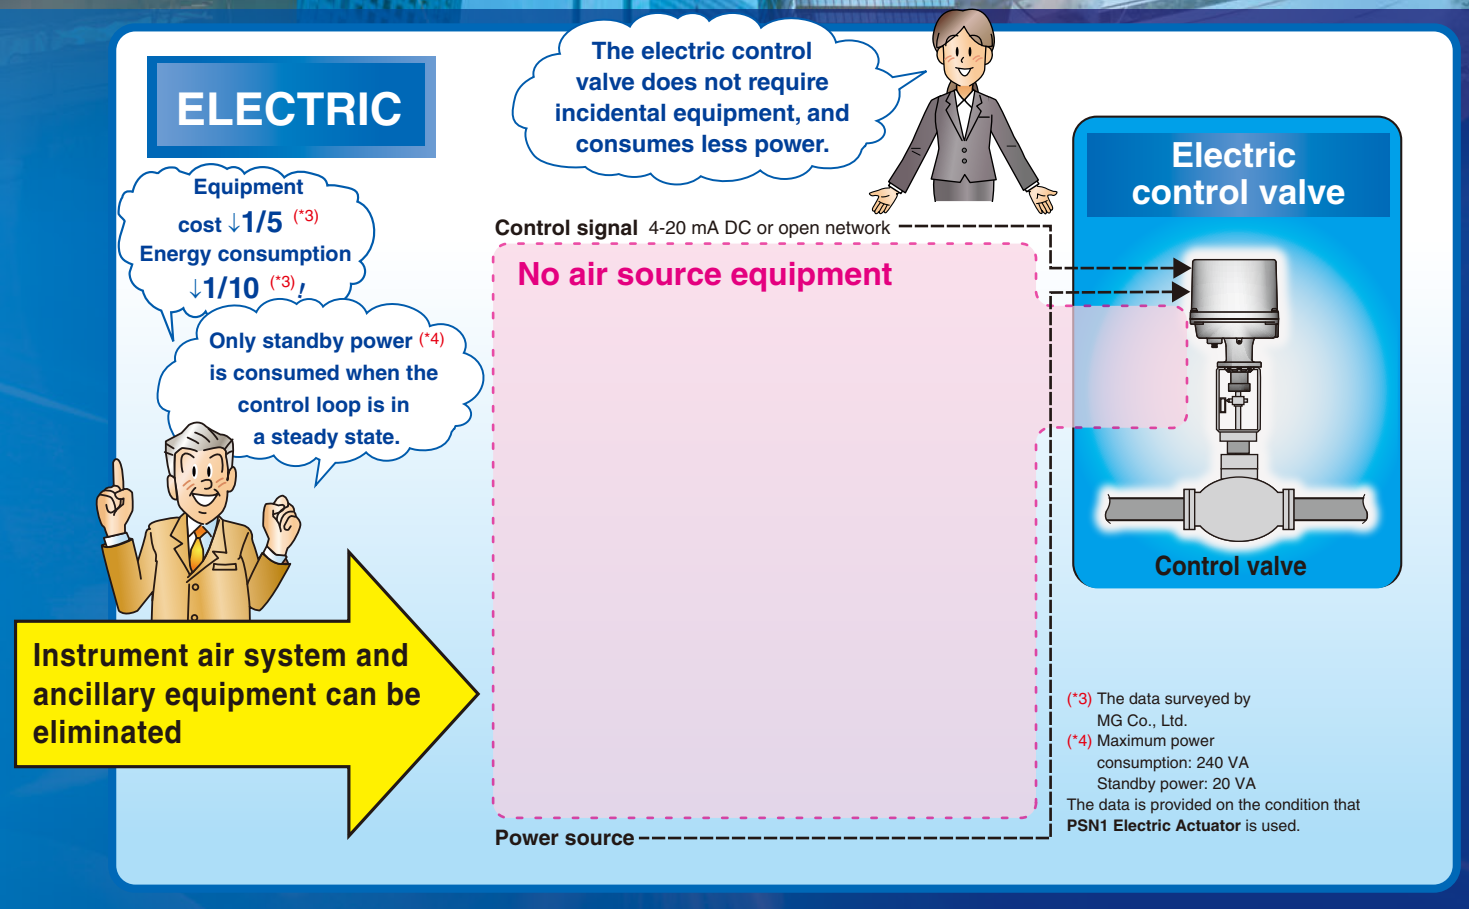 ELECTRIC
The electric control
valve does not require
incidental equipment, and
consumes less power.
Equipment
cost ↓1/5 (*3)
Energy consumption
↓1/10 (*3)!
Only standby power (*4)
is consumed when the
control loop is in
a steady state.
Instrument air system and
ancillary equipment can be
eliminated
Control signal 4-20 mA DC or open network
No air source equipment
Power source
Electric
control valve
Control valve
(*3) The data surveyed by
MG Co., Ltd.
(*4) Maximum power
consumption: 240 VA
Standby power: 20 VA
The data is provided on the condition that
PSN1 Electric Actuator is used.